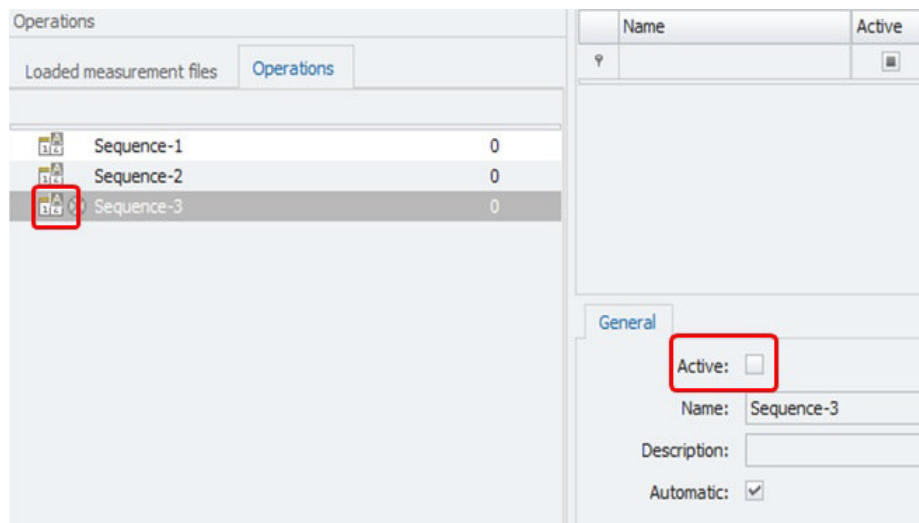 Operations
Loaded measurement files Operations
Sequence-1 0
Sequence-2 0
Sequence-3 0
Name Active
General
Active:
Name: Sequence-3
Description:
Automatic: